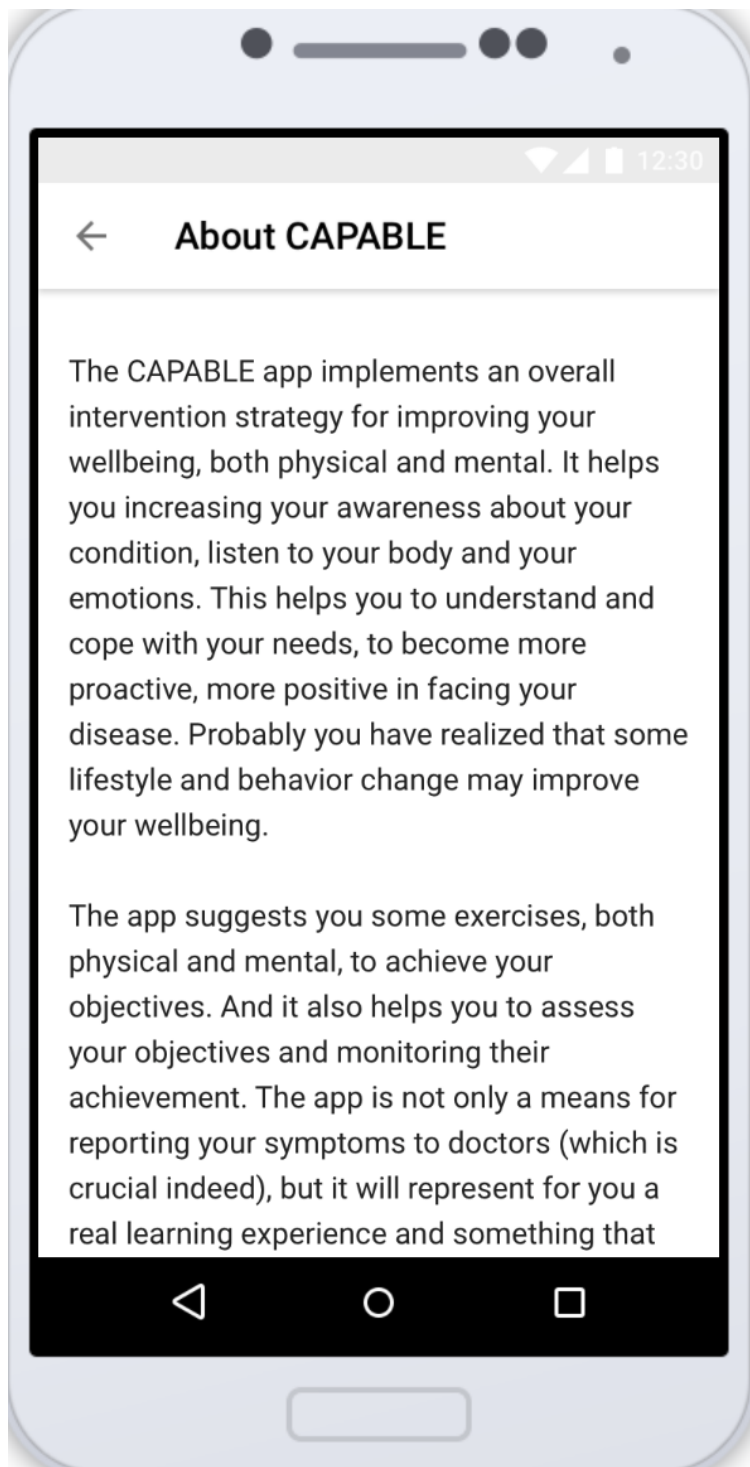 12:30
About CAPABLE
The CAPABLE app implements an overall
intervention strategy for improving your
wellbeing, both physical and mental. It helps
you increasing your awareness about your
condition, listen to your body and your
emotions. This helps you to understand and
cope with your needs, to become more
proactive, more positive in facing your
disease. Probably you have realized that some
lifestyle and behavior change may improve
your wellbeing.
The app suggests you some exercises, both
physical and mental, to achieve your
objectives. And it also helps you to assess
your objectives and monitoring their
achievement. The app is not only a means for
reporting your symptoms to doctors (which is
crucial indeed), but it will represent for you a
real learning experience and something that